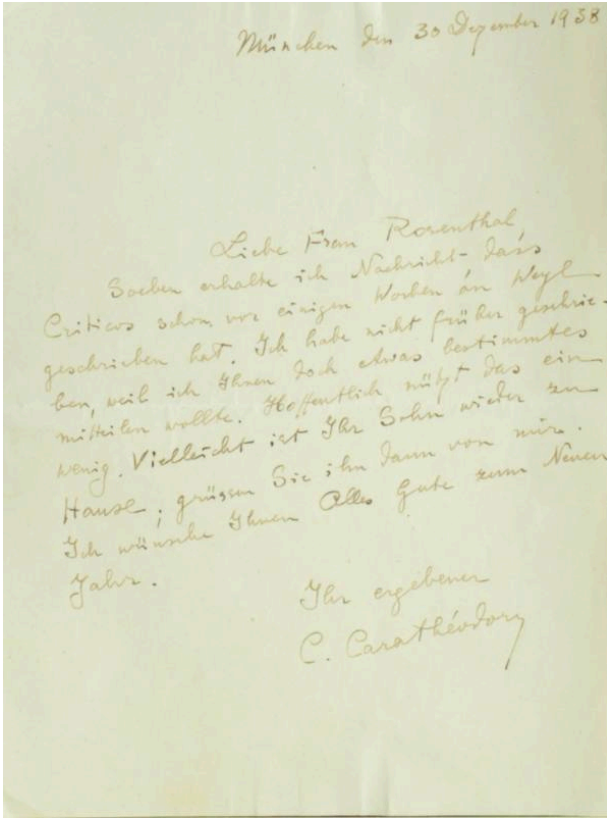 München den 30 Dezember 1938
Liebe Frau Rosenthal
Soeben erhalte ich Nachricht dass
Criticos schon vor einigen Wochen an Weyl
geschrieben hat. Ich habe nicht früher geschrie-
ben, weil ich Ihnen doch etwas bestimmtes
mitteilen wollte. Hoffentlich nützt das ein
wenig. Vielleicht ist Ihr Sohn wieder zu
Hause; grüssen Sie ihn dann von mir.
Ich wünsche Ihnen Alles Gute zum Neuen
Jahr.
Ihr ergebener
C. Carathéodory